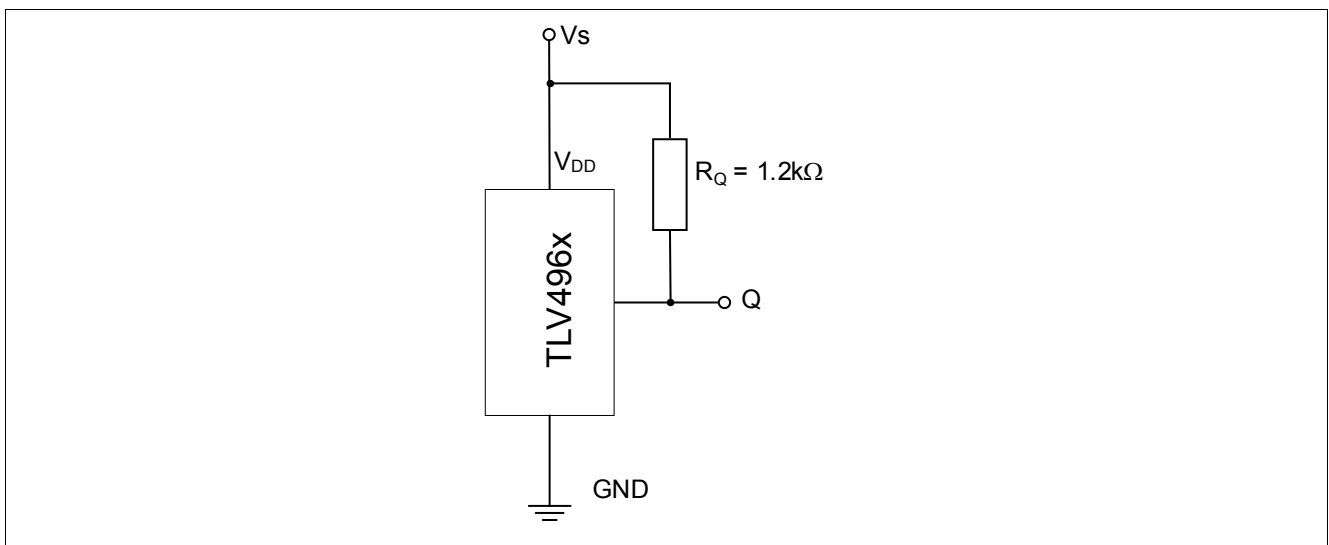 Vs
VDD
RQ = 1.2kΩ
TLV496x
Q
GND